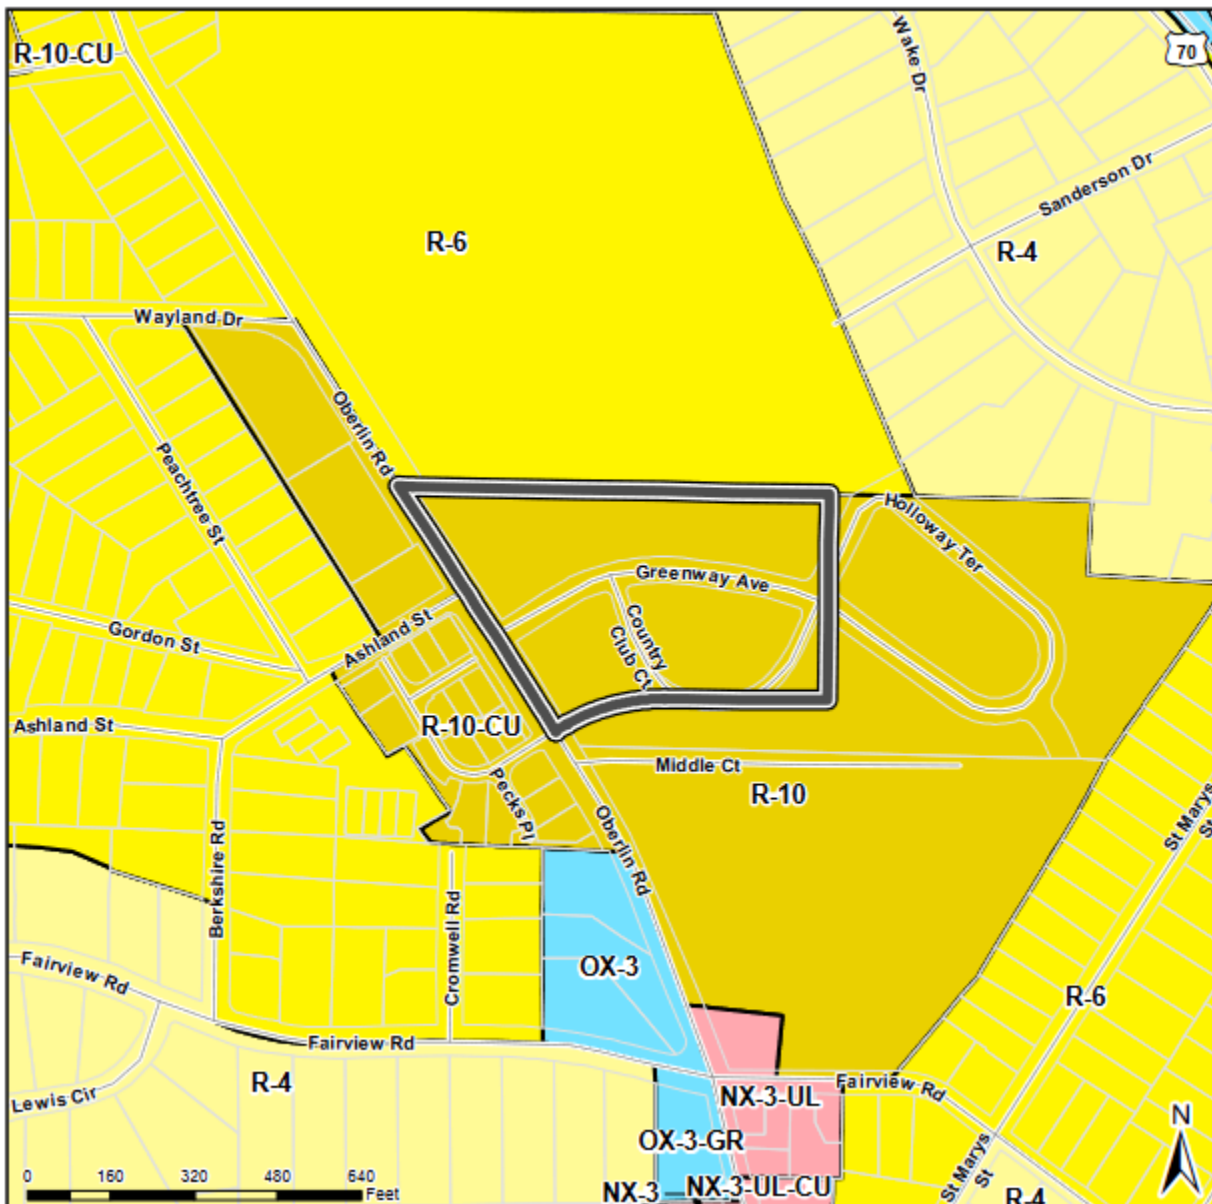 R-10-CU
Wake Dr
70
Sanderson Dr
R-6
R-4
Wayland Dr
Oberlin Rd
Peachtree St
Holloway Ter
Greenway Ave
Country
Club Ct
Gordon St
Ashland St
Ashland St
R-10-CU
Middle Ct
Pecks Pl
R-10
Oberlin Rd
St Marys
St
Berkshire Rd
Cromwell Rd
OX-3
Fairview Rd
R-6
Fairview Rd
R-4
Fairview Rd
Lewis Cir
NX-3-UL
OX-3-GR
N
St Marys
St
0 160 320 480 640
Feet
NX-3
NX-3-UL-CU
R-4